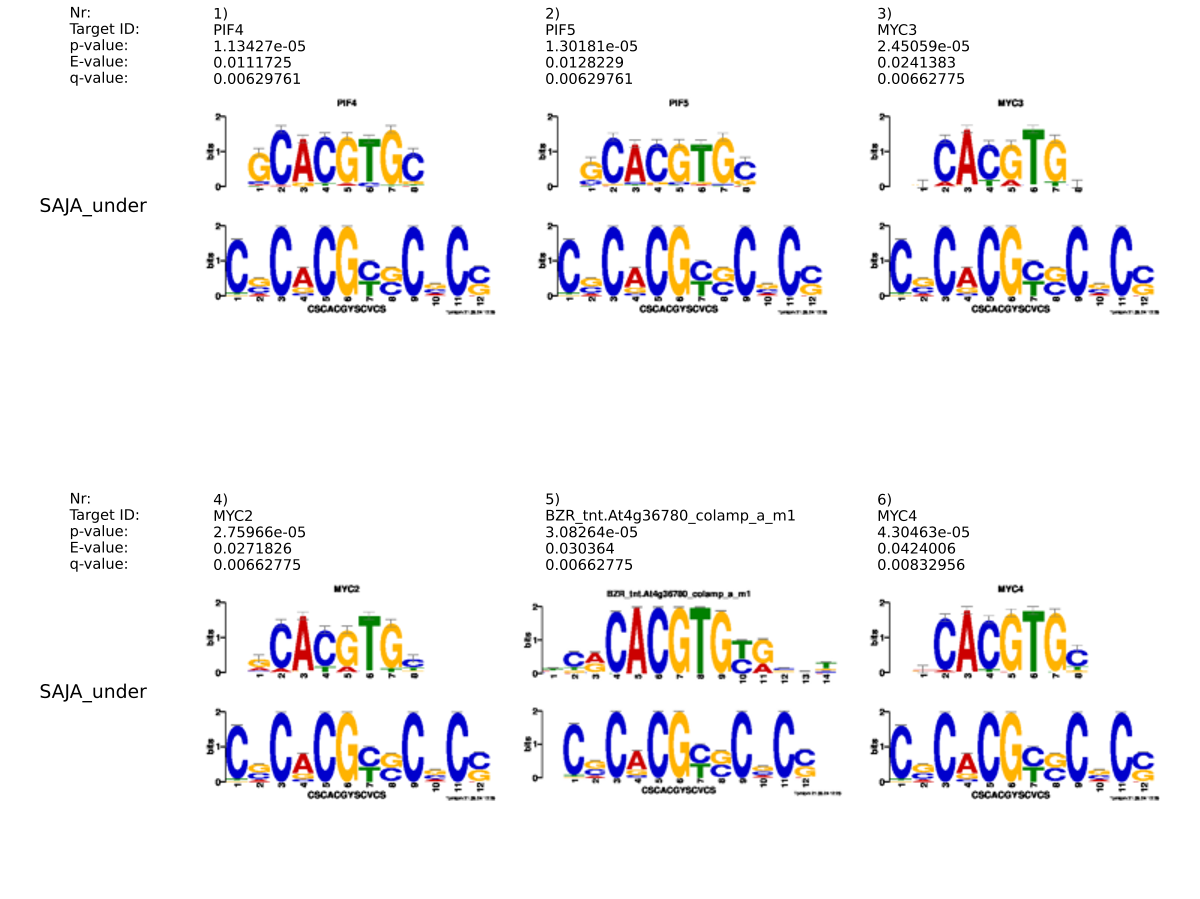 Nr: 1) 2) 3)
Target ID: PIF4 PIF5 MYC3
p-value: 1.13427e-05 1.30181e-05 2.45059e-05
E-value: 0.0111725 0.0128229 0.0241383
q-value: 0.00629761 0.00629761 0.00662775
PIF4 PIF5 MYC3
SAJA_under
CSCACGYSCVCS CSCACGYSCVCS CSCACGYSCVCS
Nr: 4) 5) 6)
Target ID: MYC2 BZR_tnt.At4g36780_colamp_a_m1 MYC4
p-value: 2.75966e-05 3.08264e-05 4.30463e-05
E-value: 0.0271826 0.030364 0.0424006
q-value: 0.00662775 0.00662775 0.00832956
MYC2 BZR_tnt.At4g36780_colamp_a_m1 MYC4
SAJA_under
CSCACGYSCVCS CSCACGYSCVCS CSCACGYSCVCS